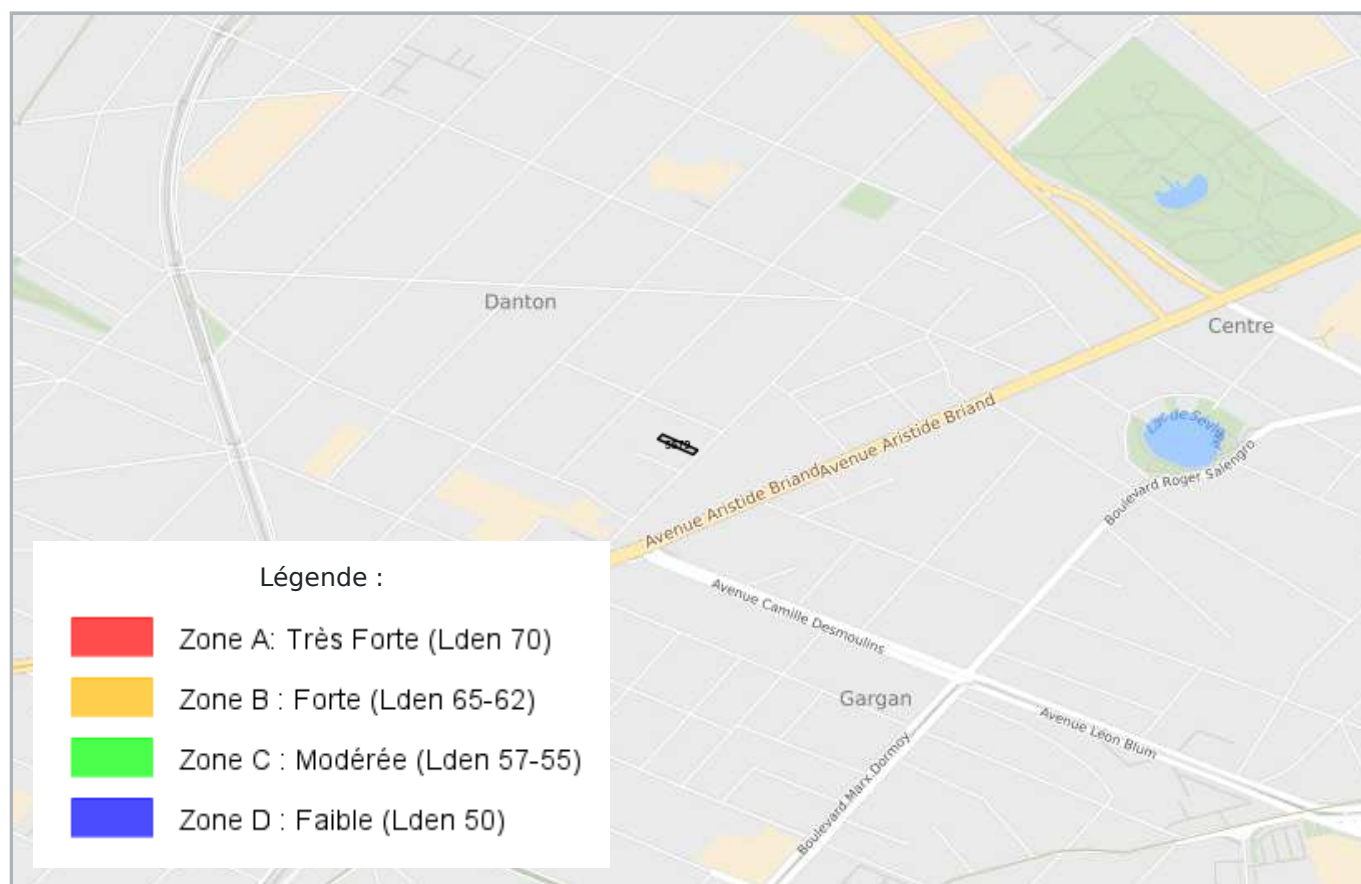 Danton
Centre
Lac de Sévigné
Avenue Aristide Briand
Avenue Aristide Briand
Boulevard Roger Salengro
Avenue Camille Desmoulins
Gargan
Avenue Léon Blum
Boulevard Marx Dormoy
Légende :
Zone A: Très Forte (Lden 70)
Zone B : Forte (Lden 65-62)
Zone C : Modérée (Lden 57-55)
Zone D : Faible (Lden 50)